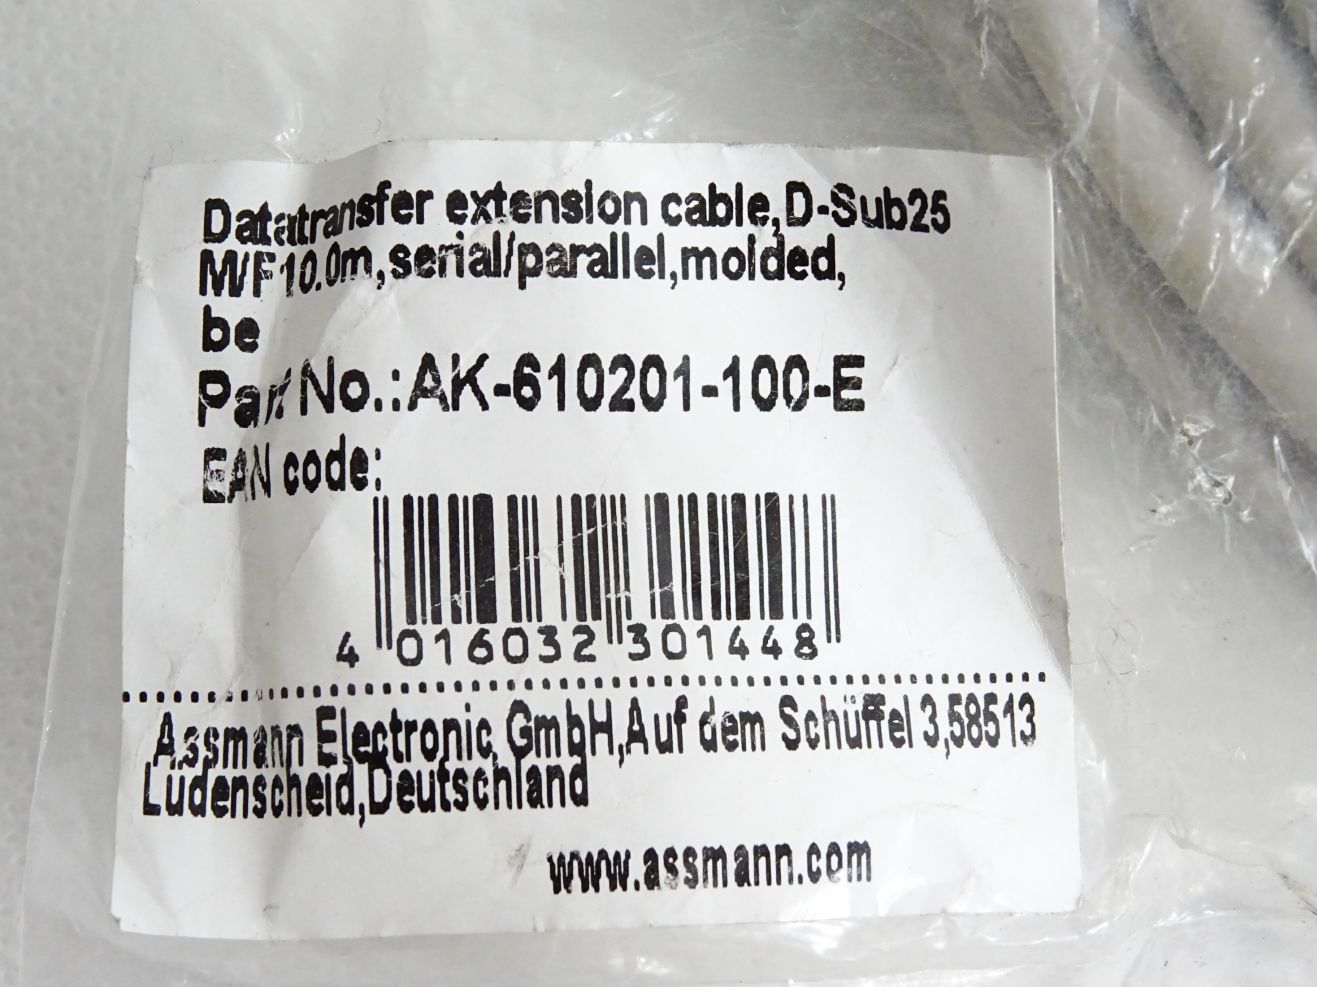 Datatransfer extension cable,D-Sub25
M/F 10.0m,serial/parallel,molded,
be
Part No.:AK-610201-100-E
EAN code:
4 016032 301448
Assmann Electronic GmbH,Auf dem Schüffel 3,58513
Lüdenscheid,Deutschland
www.assmann.com